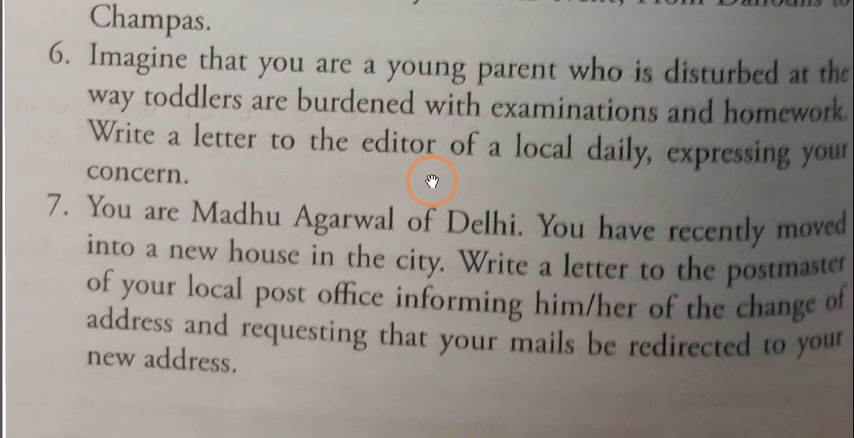 Champas.
6. Imagine that you are a young parent who is disturbed at the
way toddlers are burdened with examinations and homework.
Write a letter to the editor of a local daily, expressing your
concern.
7. You are Madhu Agarwal of Delhi. You have recently moved
into a new house in the city. Write a letter to the postmaster
of your local post office informing him/her of the change of
address and requesting that your mails be redirected to your
new address.